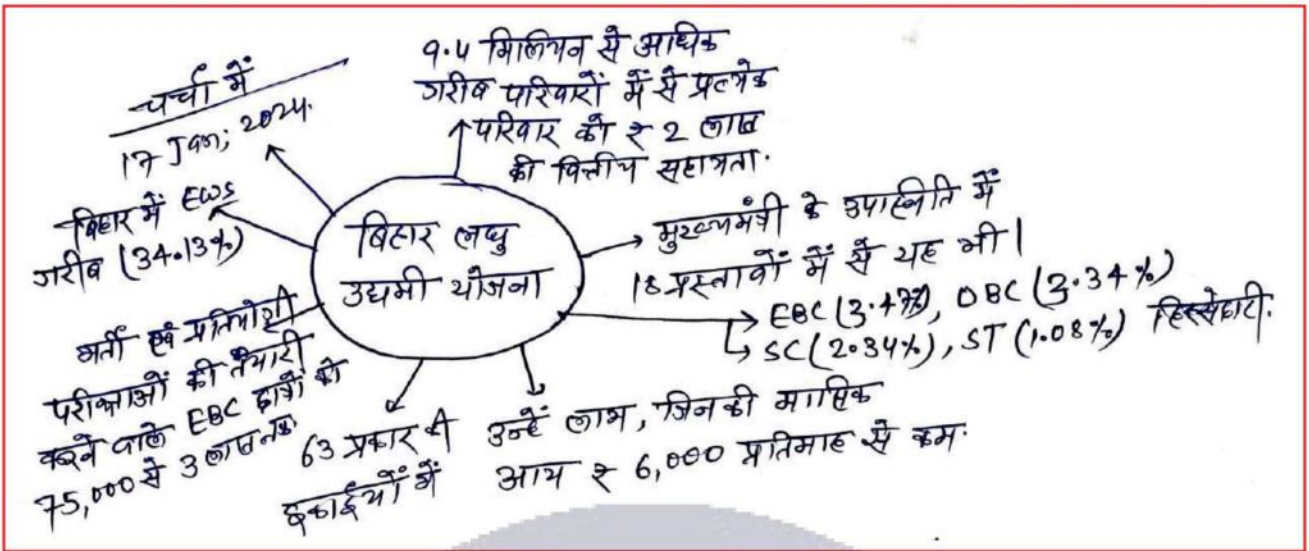 चर्चा में
17 Jan; 2024.
9.4 मिलियन से अधिक
गरीब परिवारों में से प्रत्येक
परिवार को ₹ 2 लाख
की वित्तीय सहायता.
बिहार में EWS
गरीब (34.13%)
बिहार लघु
उद्यमी योजना
मुख्यमंत्री के उपास्थिति में
18 प्रस्तावों में से यह भी।
EBC (3.47%), OBC (3.34%)
SC (2.34%), ST (1.08%) हिस्सेदारी.
भर्ती एवं प्रतियोगी
परीक्षाओं की तैयारी
करने वाले EBC छात्रों को
75,000 से 3 लाख तक
63 प्रकार की
इकाईयों में
उन्हें लाभ, जिनकी मासिक
आय ₹ 6,000 प्रतिमाह से कम.